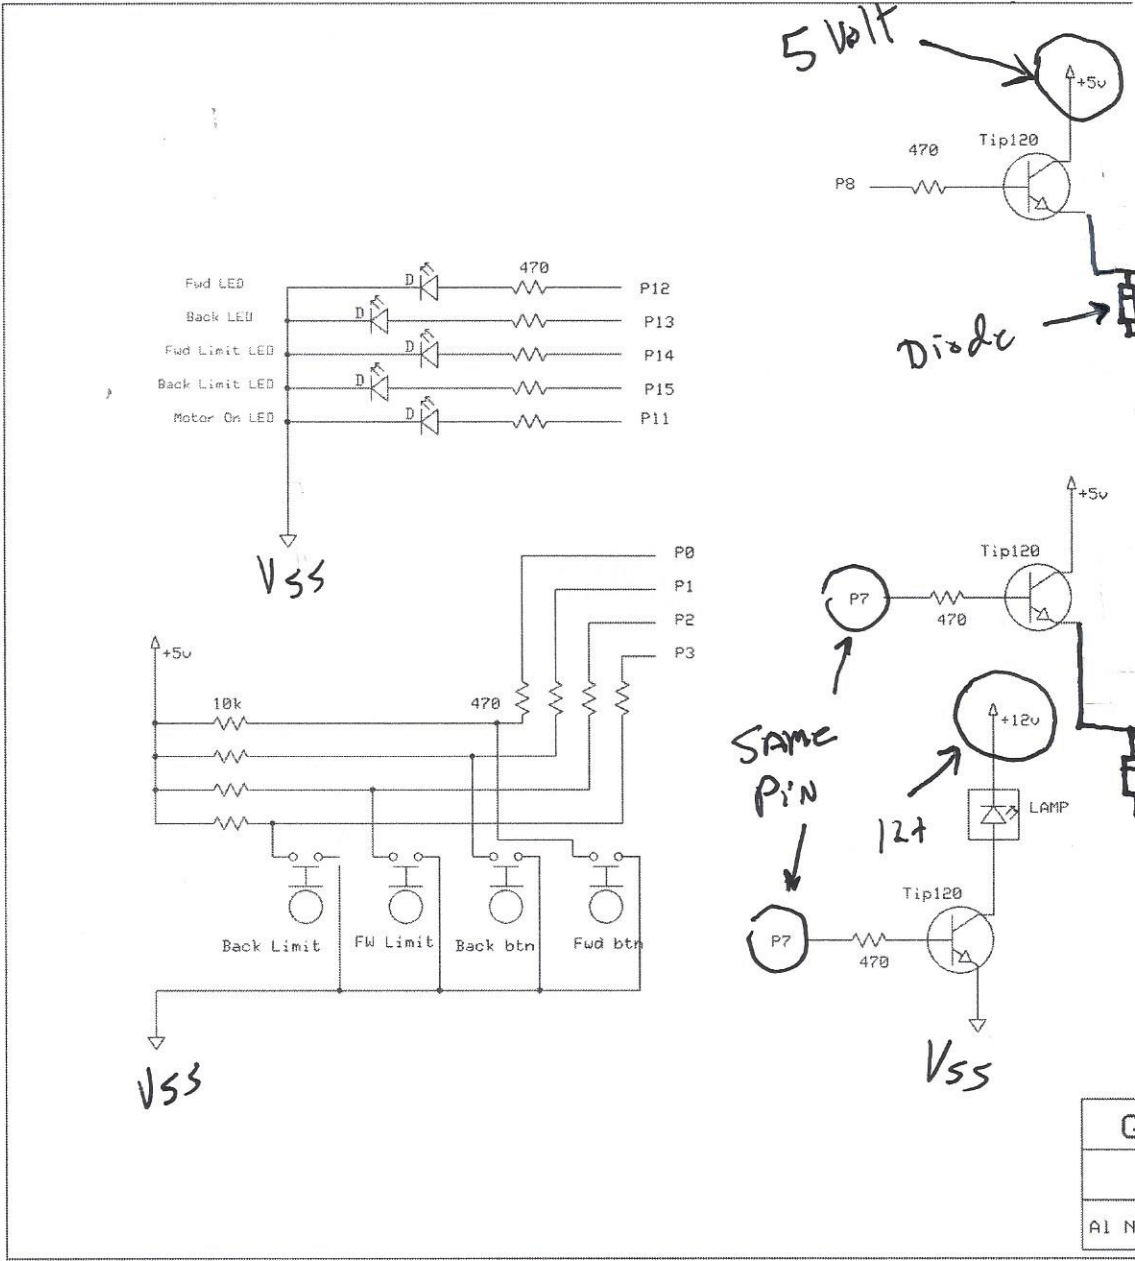 5 Volt
+5v
Tip120
470
P8
Diode
Fwd LED
D
470
P12
Back LED
D
P13
Fwd Limit LED
D
P14
Back Limit LED
D
P15
Motor On LED
D
P11
Vss
P0
P1
P2
P3
+5v
10k
470
Back Limit
FW Limit
Back btn
Fwd btn
Vss
+5v
Tip120
P7
470
SAME
PiN
+12v
LAMP
Tip120
P7
470
Vss
Al N